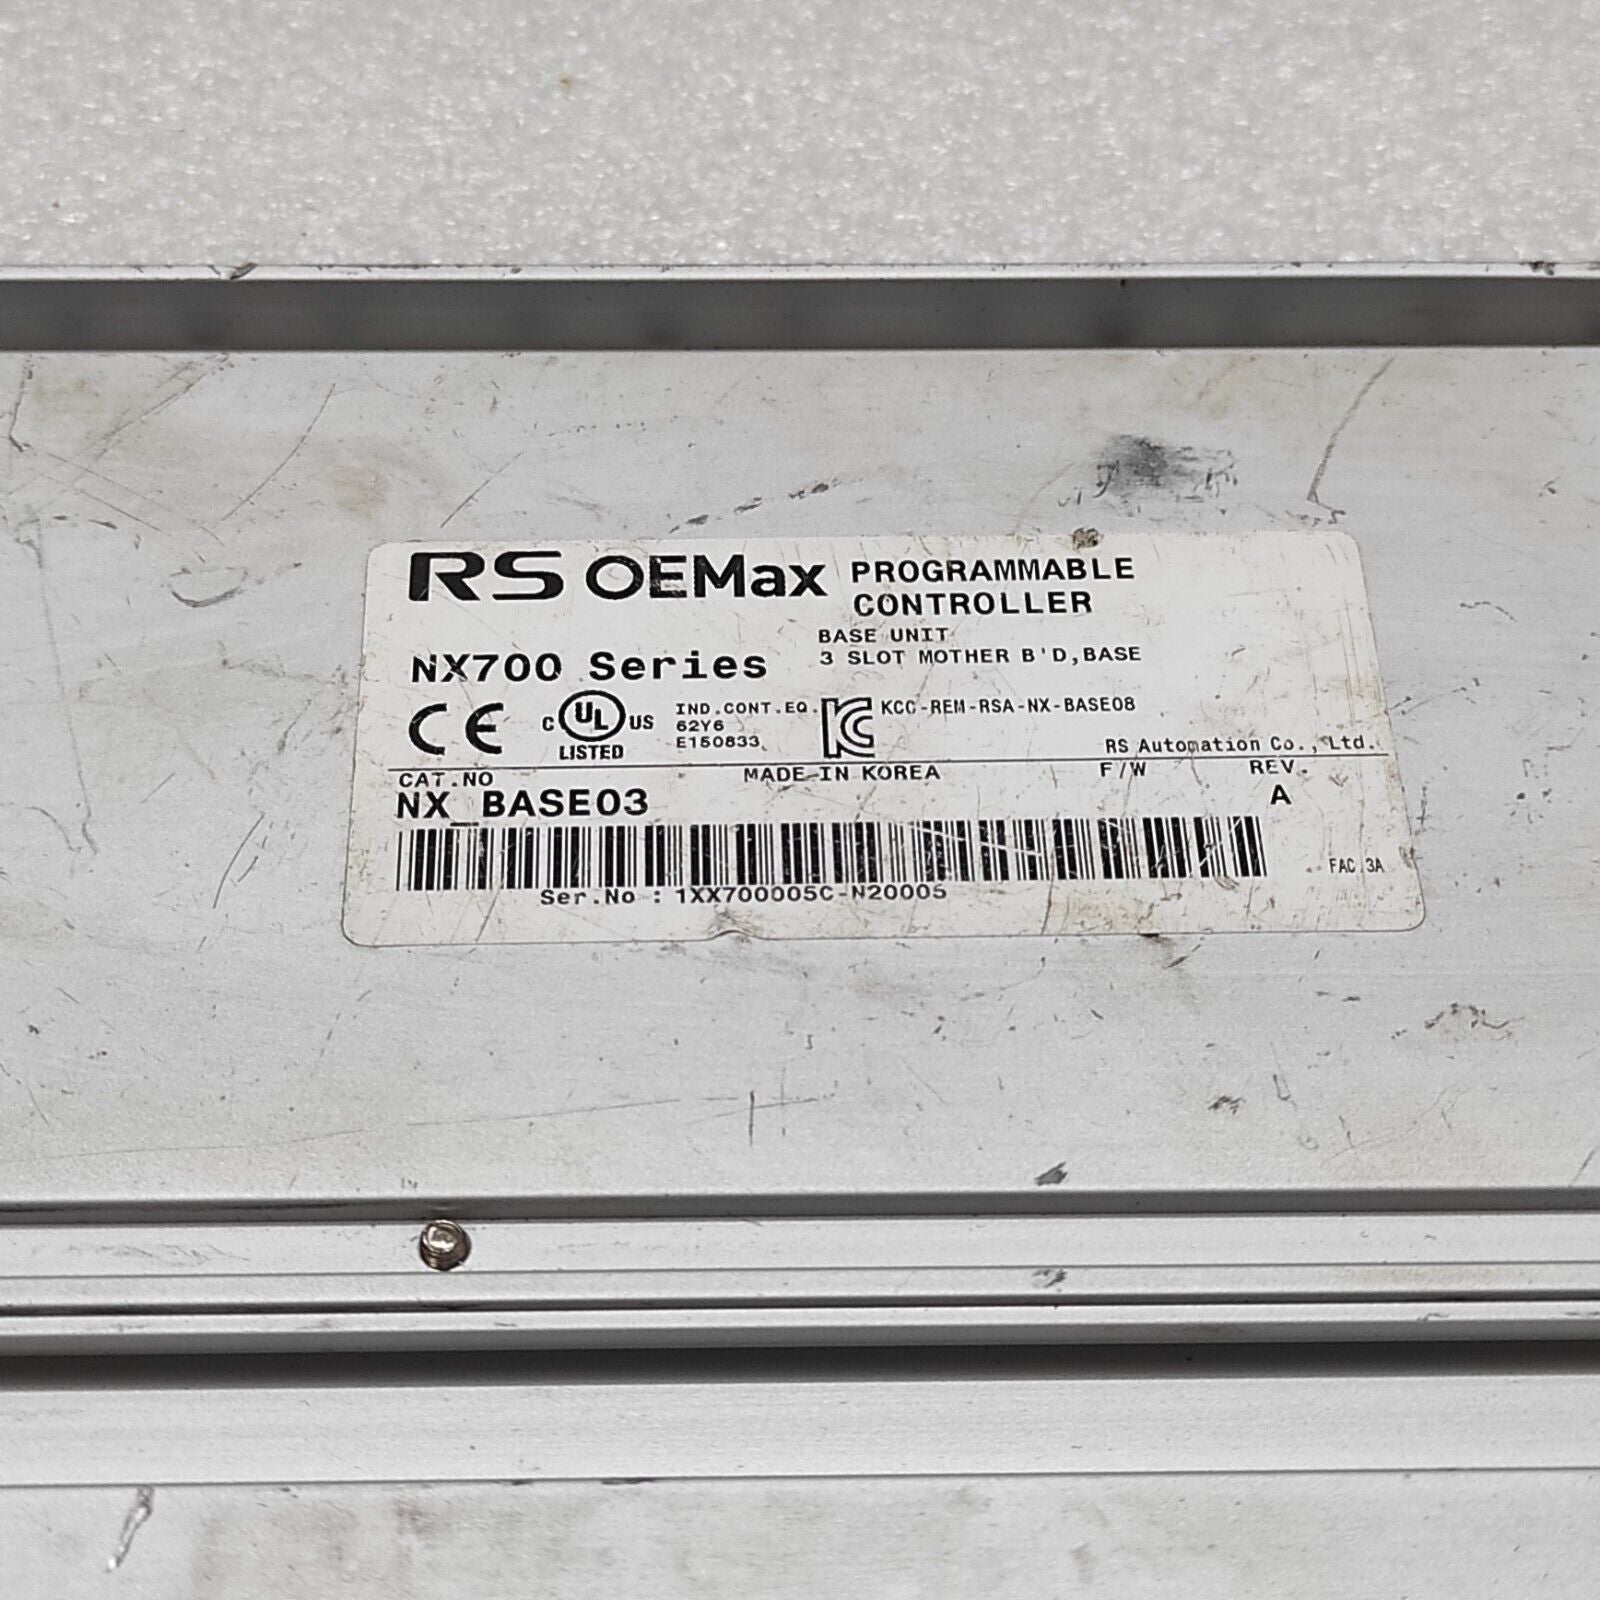 RS OEMax PROGRAMMABLE
CONTROLLER
BASE UNIT
NX700 Series 3 SLOT MOTHER B'D, BASE
CE C UL US LISTED IND.CONT.EQ. KCC-REM-RSA-NX-BASE08
62Y6
E150833
RS Automation Co., Ltd.
CAT.NO MADE IN KOREA F/W REV.
NX_BASE03 A
FAC 3A
Ser.No : 1XX700005C-N20005